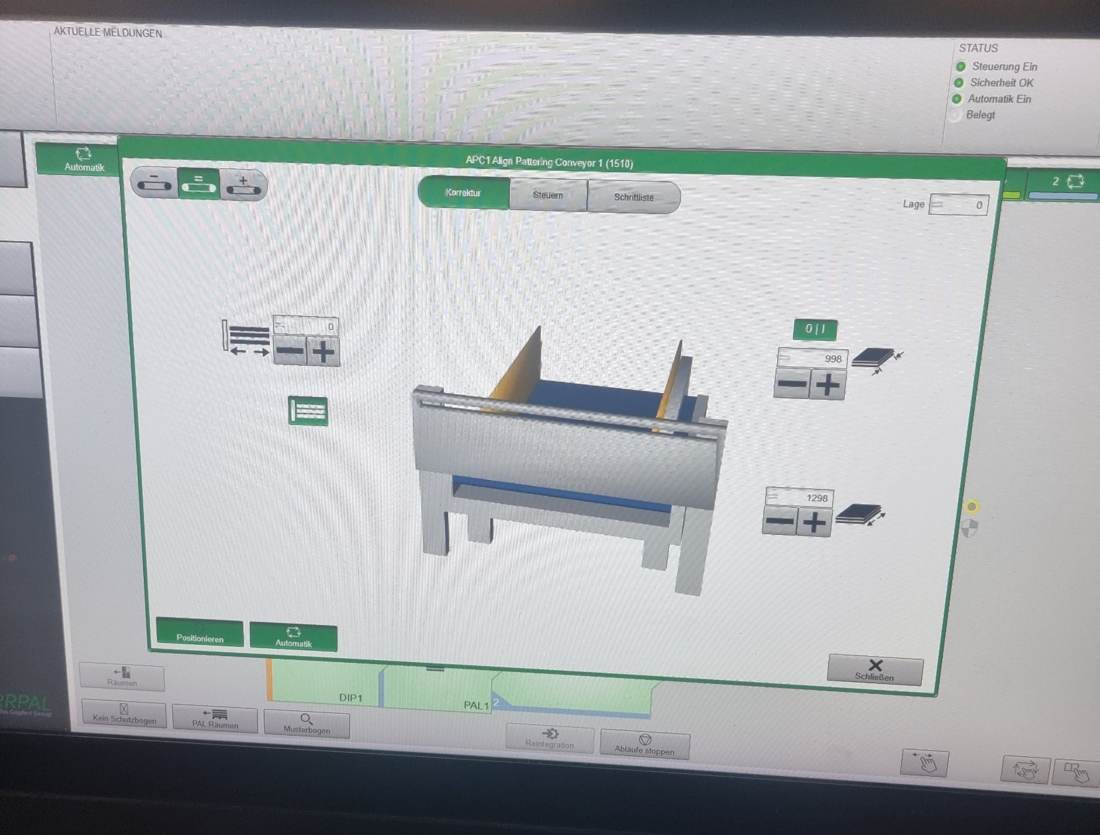 AKTUELLE MELDUNGEN
STATUS
Steuerung Ein
Sicherheit OK
Automatik Ein
Belegt
Automatik
APC1 Align Pattering Conveyor 1 (1510)
2
Korrektur
Steuern
Schrittliste
Lage
0
0
0 | I
998
1298
Positionieren
Automatik
Schließen
Räumen
DIP1
PAL1
2
RPAL
Kein Schutzbogen
PAL Räumen
Musterbogen
Reintegration
Abläufe stoppen